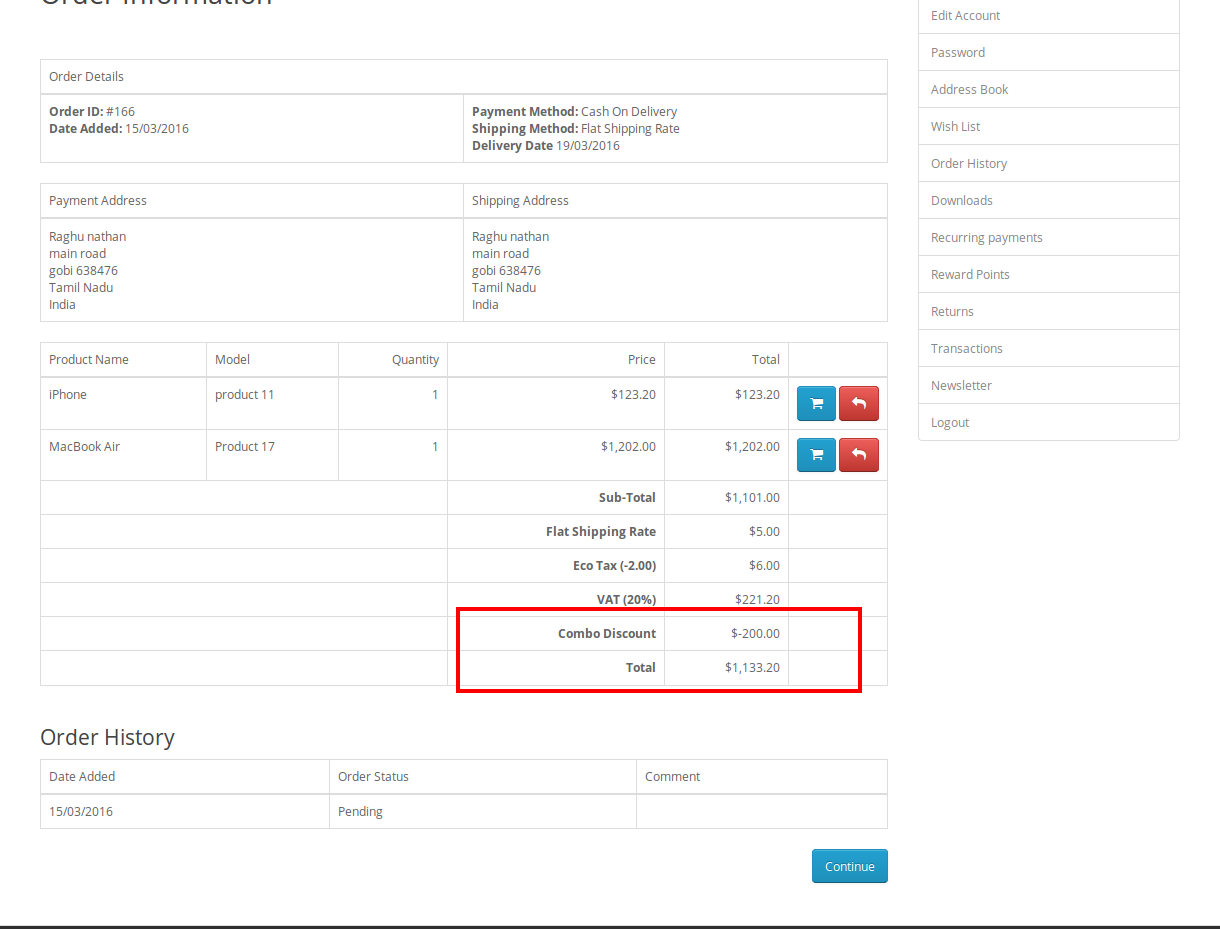 Order Information
Order Details
Order ID: #166
Date Added: 15/03/2016
Payment Method: Cash On Delivery
Shipping Method: Flat Shipping Rate
Delivery Date 19/03/2016
Payment Address Shipping Address
Raghu nathan
main road
gobi 638476
Tamil Nadu
India
Raghu nathan
main road
gobi 638476
Tamil Nadu
India
Product Name Model Quantity Price Total
iPhone product 11 1 $123.20 $123.20
MacBook Air Product 17 1 $1,202.00 $1,202.00
Sub-Total $1,101.00
Flat Shipping Rate $5.00
Eco Tax (-2.00) $6.00
VAT (20%) $221.20
Combo Discount $-200.00
Total $1,133.20
Order History
Date Added Order Status Comment
15/03/2016 Pending
Continue
Edit Account
Password
Address Book
Wish List
Order History
Downloads
Recurring payments
Reward Points
Returns
Transactions
Newsletter
Logout